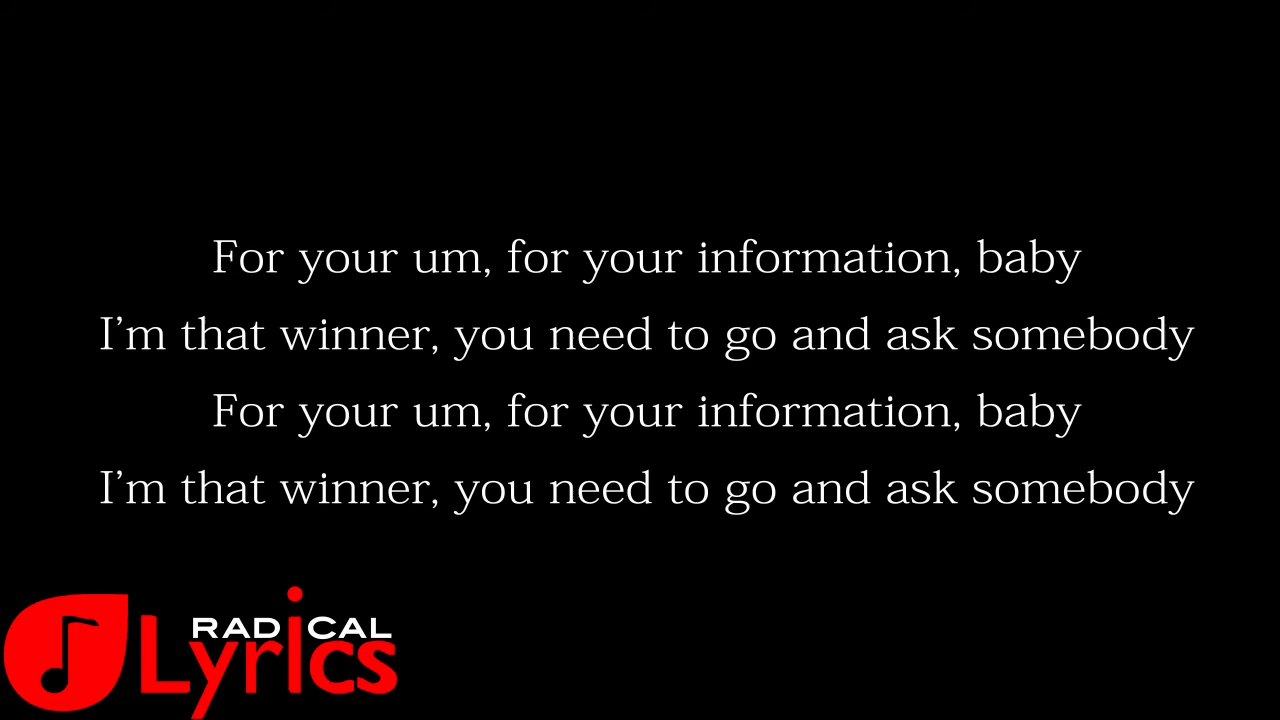 For your um, for your information, baby
I’m that winner, you need to go and ask somebody
For your um, for your information, baby
I’m that winner, you need to go and ask somebody
RADICAL
Lyrics